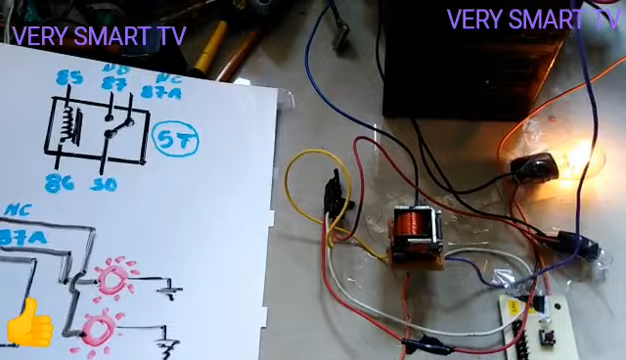 VERY SMART TV
VERY SMART TV
85 NO 87 NC 87A
5T
86 30
NC
87A